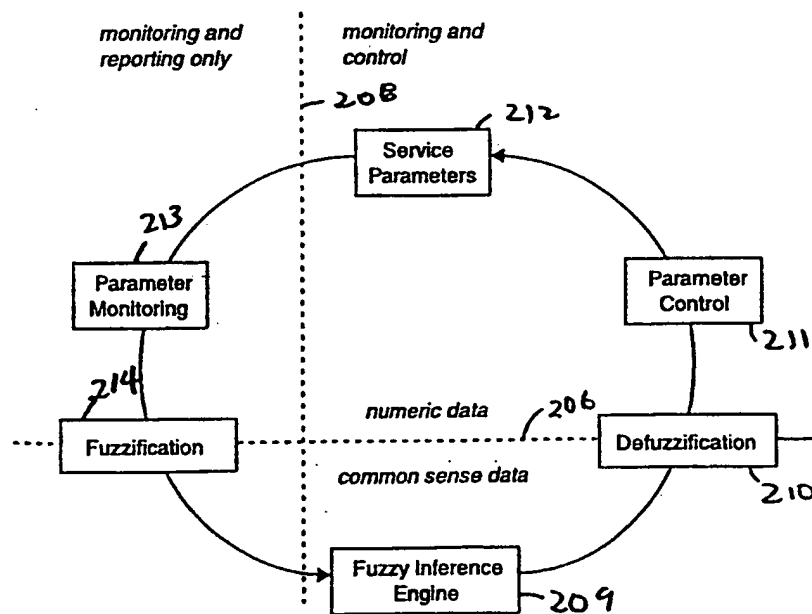 monitoring and
reporting only
monitoring and
control
208
212
Service
Parameters
213
Parameter
Monitoring
Parameter
Control
211
214
numeric data
206
Fuzzification
Defuzzification
common sense data
210
Fuzzy Inference
Engine
209